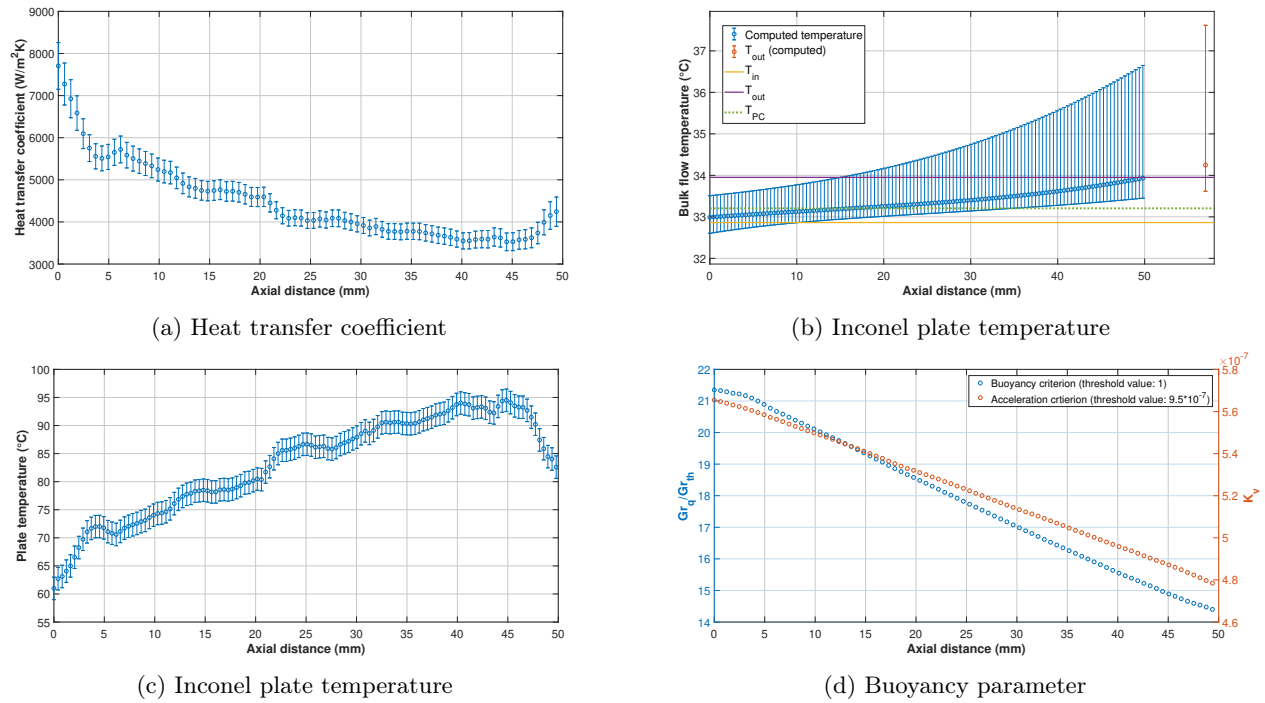 9000
8000
7000
6000
5000
4000
3000
Heat transfer coefficient (W/m²K)
0 5 10 15 20 25 30 35 40 45 50
Axial distance (mm)
(a) Heat transfer coefficient
37
36
35
34
33
32
Bulk flow temperature (°C)
Computed temperature
T_out (computed)
T_in
T_out
T_PC
0 10 20 30 40 50
Axial distance (mm)
(b) Inconel plate temperature
100
95
90
85
80
75
70
65
60
55
Plate temperature (°C)
0 5 10 15 20 25 30 35 40 45 50
Axial distance (mm)
(c) Inconel plate temperature
22
21
20
19
18
17
16
15
14
Gr_q/Gr_th
Buoyancy criterion (threshold value: 1)
Acceleration crtierion (threshold value: 9.5*10⁻⁷)
×10⁻⁷
5.8
5.6
5.4
5.2
5
4.8
4.6
K_v
0 5 10 15 20 25 30 35 40 45 50
Axial distance (mm)
(d) Buoyancy parameter